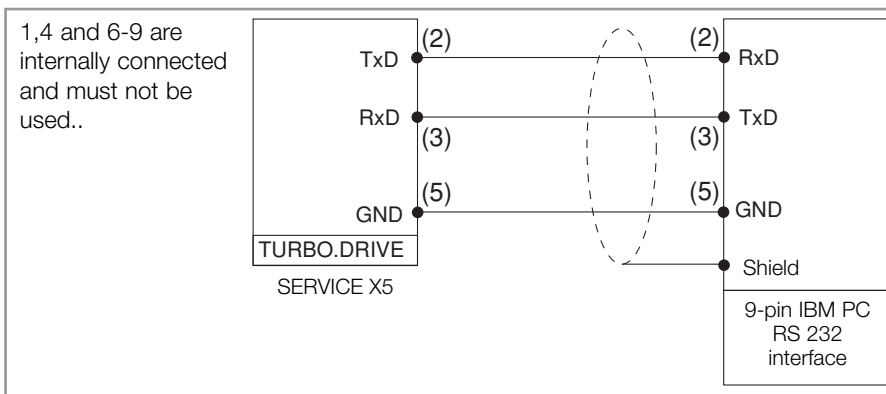 1,4 and 6-9 are
internally connected
and must not be
used..
TxD
(2)
(2)
RxD
RxD
(3)
(3)
TxD
GND
(5)
(5)
GND
TURBO.DRIVE
SERVICE X5
Shield
9-pin IBM PC
RS 232
interface